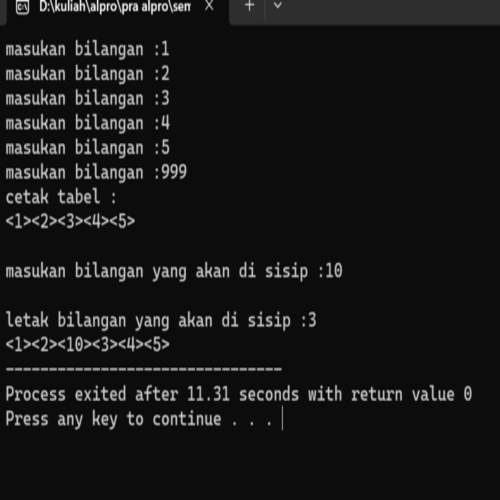 D:\kuliah\alpro\pra alpro\sem
masukan bilangan :1
masukan bilangan :2
masukan bilangan :3
masukan bilangan :4
masukan bilangan :5
masukan bilangan :999
cetak tabel :
<1><2><3><4><5>
masukan bilangan yang akan di sisip :10
letak bilangan yang akan di sisip :3
<1><2><10><3><4><5>
--------------------------------
Process exited after 11.31 seconds with return value 0
Press any key to continue . . .